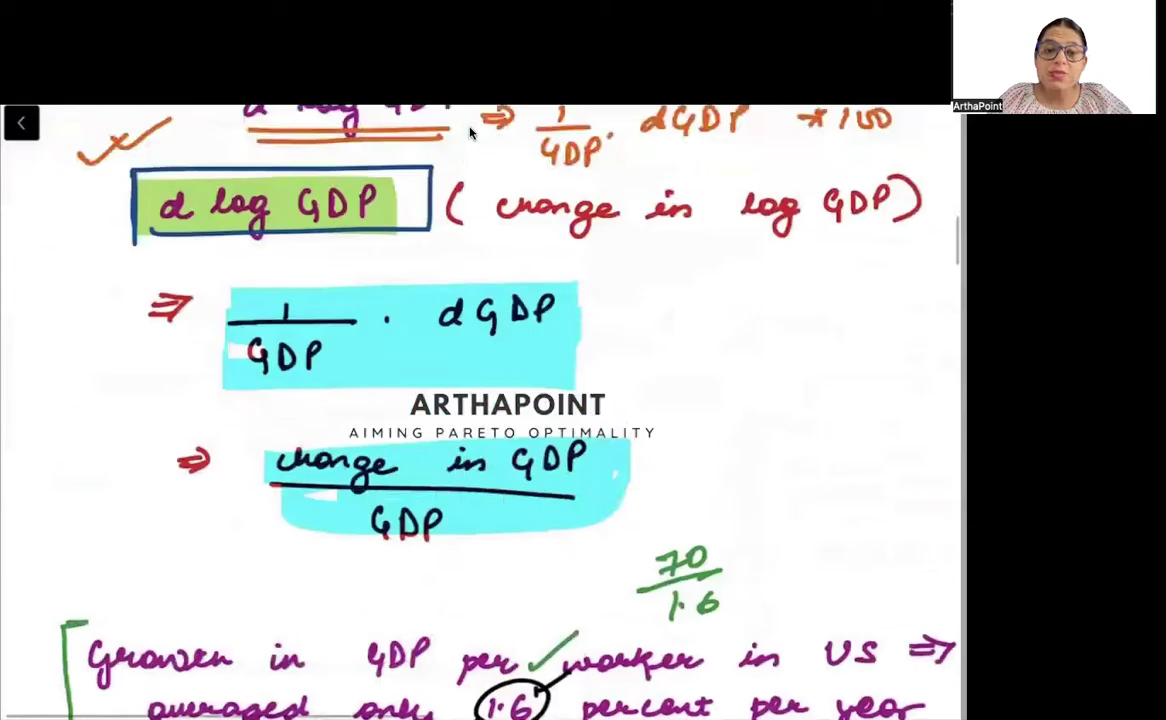 ArthaPoint
d log GDP ⇒ 1/GDP . dGDP * 100
d log GDP ( change in log GDP )
⇒ 1/GDP . dGDP
ARTHAPOINT
AIMING PARETO OPTIMALITY
⇒ change in GDP
GDP
70/1.6
Growth in GDP per worker in US ⇒
averaged only 1.6 percent per year